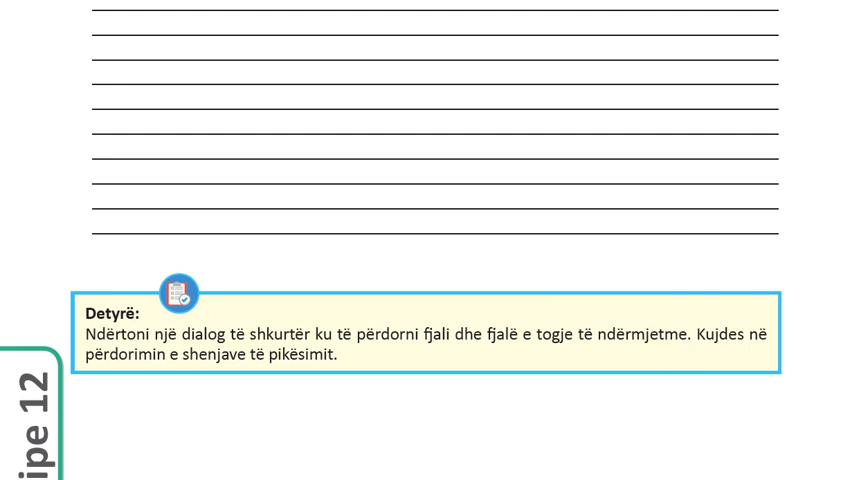 Detyrë:
Ndërtoni një dialog të shkurtër ku të përdorni fjali dhe fjalë e togje të ndërmjetme. Kujdes në
përdorimin e shenjave të pikësimit.
ipe 12